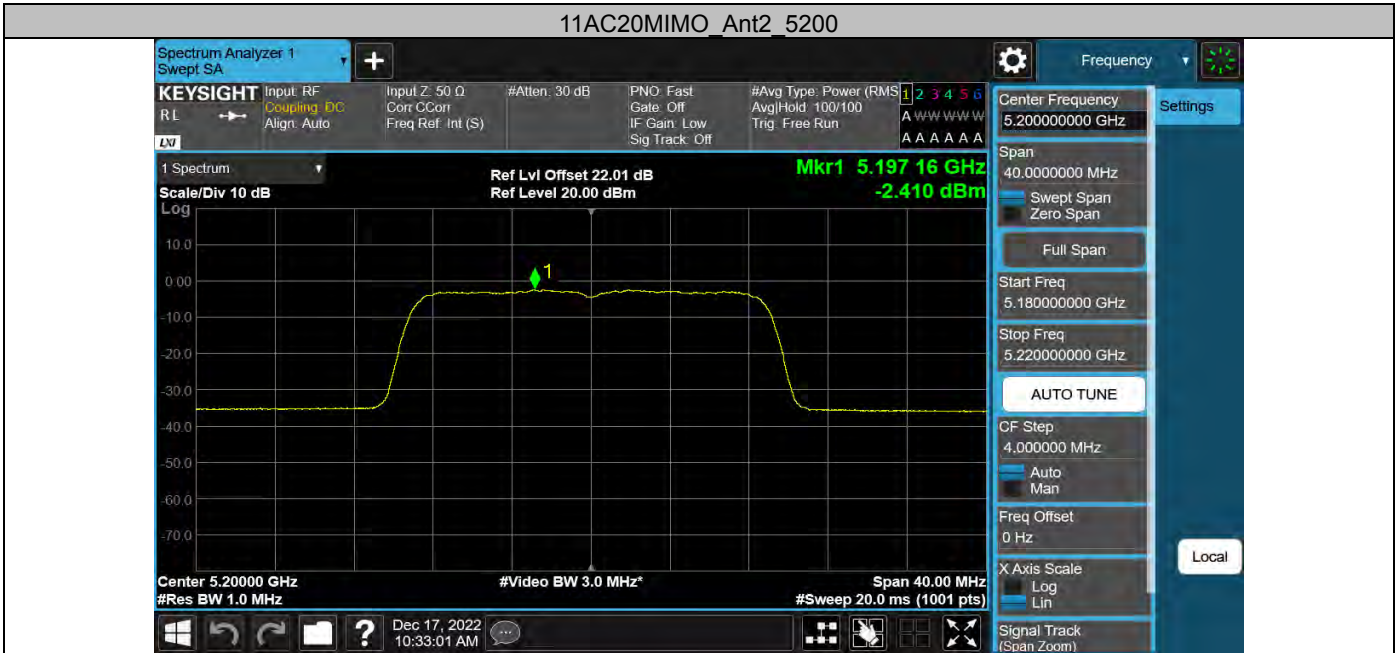 11AC20MIMO_Ant2_5200
Spectrum Analyzer 1
Swept SA
Frequency
KEYSIGHT
R L
LXI
Input: RF
Coupling: DC
Align: Auto
Input Z: 50 Ω
Corr CCorr
Freq Ref: Int (S)
#Atten: 30 dB
PNO: Fast
Gate: Off
IF Gain: Low
Sig Track: Off
#Avg Type: Power (RMS
Avg|Hold: 100/100
Trig: Free Run
1 2 3 4 5 6
A W W W W W
A A A A A A
Center Frequency
5.200000000 GHz
Settings
Span
40.0000000 MHz
Swept Span
Zero Span
Full Span
Start Freq
5.180000000 GHz
Stop Freq
5.220000000 GHz
AUTO TUNE
CF Step
4.000000 MHz
Auto
Man
Freq Offset
0 Hz
X Axis Scale
Log
Lin
Signal Track
(Span Zoom)
Local
1 Spectrum
Scale/Div 10 dB
Log
Ref Lvl Offset 22.01 dB
Ref Level 20.00 dBm
Mkr1 5.197 16 GHz
-2.410 dBm
10.0
0.00
-10.0
-20.0
-30.0
-40.0
-50.0
-60.0
-70.0
1
Center 5.20000 GHz
#Res BW 1.0 MHz
#Video BW 3.0 MHz*
Span 40.00 MHz
#Sweep 20.0 ms (1001 pts)
?
Dec 17, 2022
10:33:01 AM